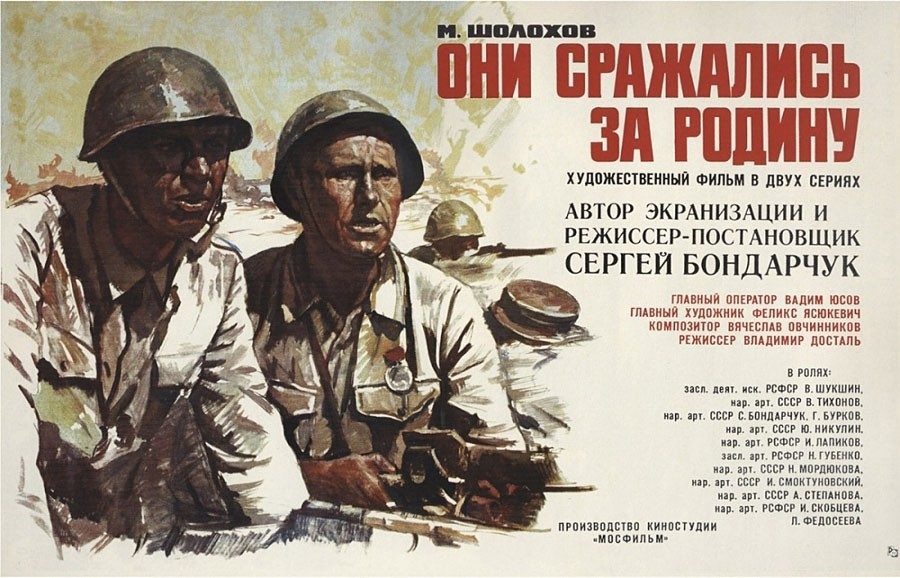 М. ШОЛОХОВ
ОНИ СРАЖАЛИСЬ
ЗА РОДИНУ
ХУДОЖЕСТВЕННЫЙ ФИЛЬМ В ДВУХ СЕРИЯХ
АВТОР ЭКРАНИЗАЦИИ И
РЕЖИССЕР-ПОСТАНОВЩИК
СЕРГЕЙ БОНДАРЧУК
ГЛАВНЫЙ ОПЕРАТОР ВАДИМ ЮСОВ
ГЛАВНЫЙ ХУДОЖНИК ФЕЛИКС ЯСЮКЕВИЧ
КОМПОЗИТОР ВЯЧЕСЛАВ ОВЧИННИКОВ
РЕЖИССЕР ВЛАДИМИР ДОСТАЛЬ
В РОЛЯХ:
засл. деят. иск. РСФСР В. ШУКШИН,
нар. арт. СССР В. ТИХОНОВ,
нар. арт. СССР С. БОНДАРЧУК, Г. БУРКОВ,
нар. арт. СССР Ю. НИКУЛИН,
нар. арт. РСФСР И. ЛАПИКОВ,
засл. арт. РСФСР Н. ГУБЕНКО,
нар. арт. СССР Н. МОРДЮКОВА,
нар. арт. СССР И. СМОКТУНОВСКИЙ,
нар. арт. СССР А. СТЕПАНОВА,
нар. арт. РСФСР И. СКОБЦЕВА,
Л. ФЕДОСЕЕВА
ПРОИЗВОДСТВО КИНОСТУДИИ
"МОСФИЛЬМ"